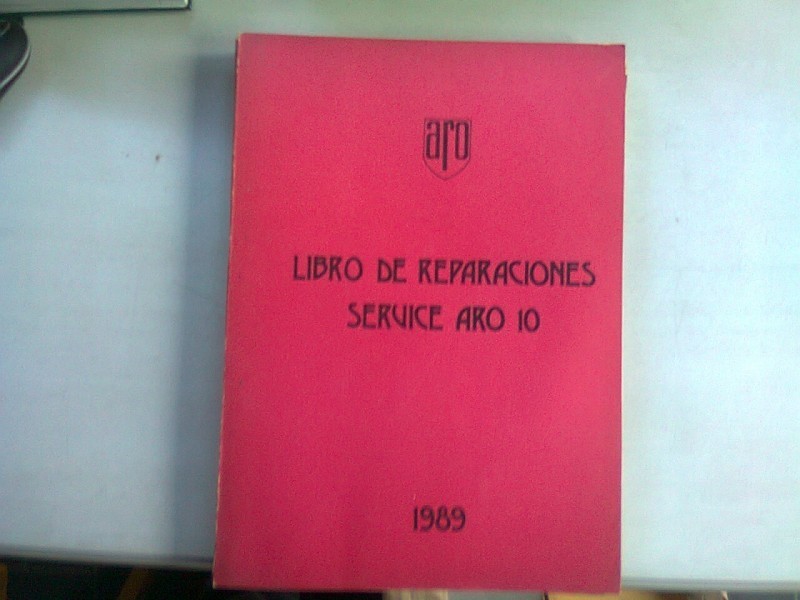 aro
LIBRO DE REPARACIONES
SERVICE ARO 10
1989